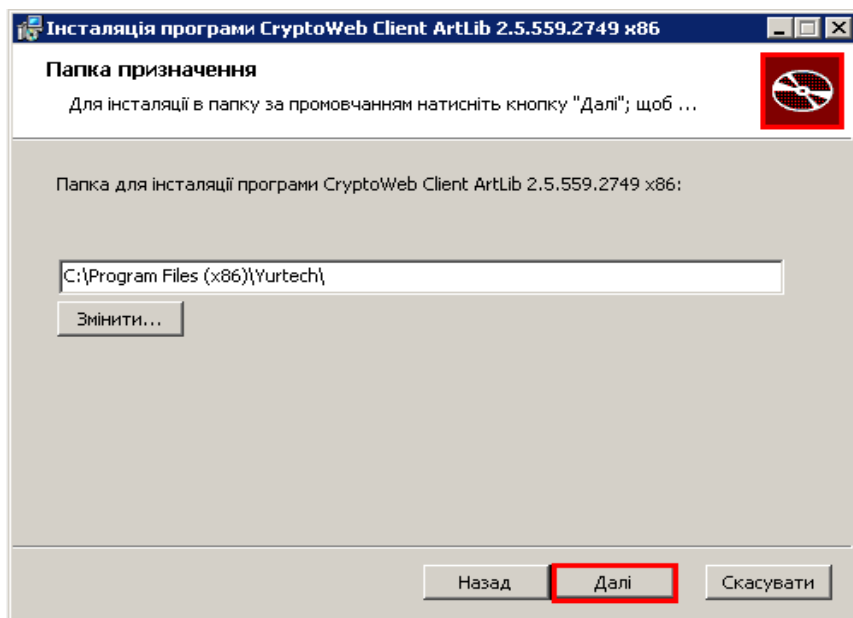 Інсталяція програми CryptoWeb Client ArtLib 2.5.559.2749 x86
Папка призначення
Для інсталяції в папку за промовчанням натисніть кнопку "Далі"; щоб ...
Папка для інсталяції програми CryptoWeb Client ArtLib 2.5.559.2749 x86:
C:\Program Files (x86)\Yurtech\
Змінити...
Назад
Далі
Скасувати